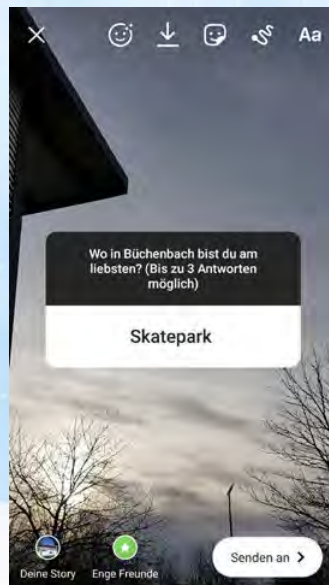 Aa
Wo in Büchenbach bist du am
liebsten? (Bis zu 3 Antworten
möglich)
Skatepark
Deine Story
Enge Freunde
Senden an